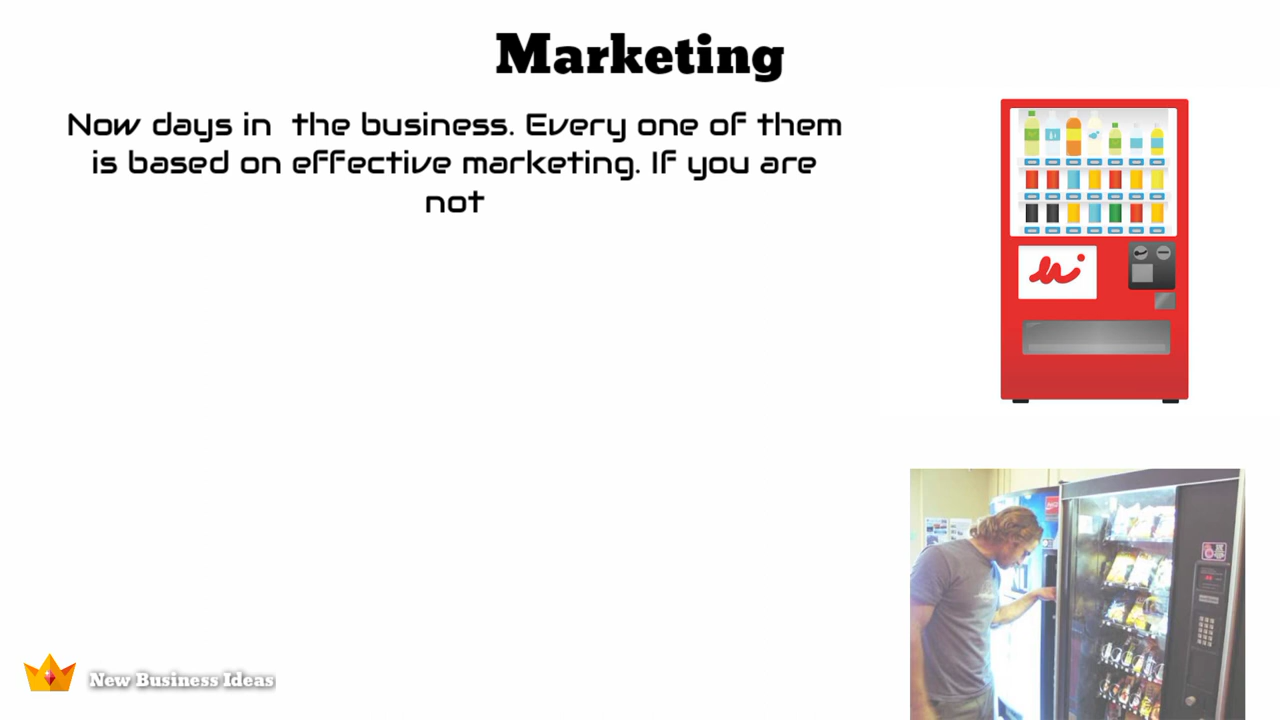 Marketing
Now days in the business. Every one of them
is based on effective marketing. If you are
not
New Business Ideas